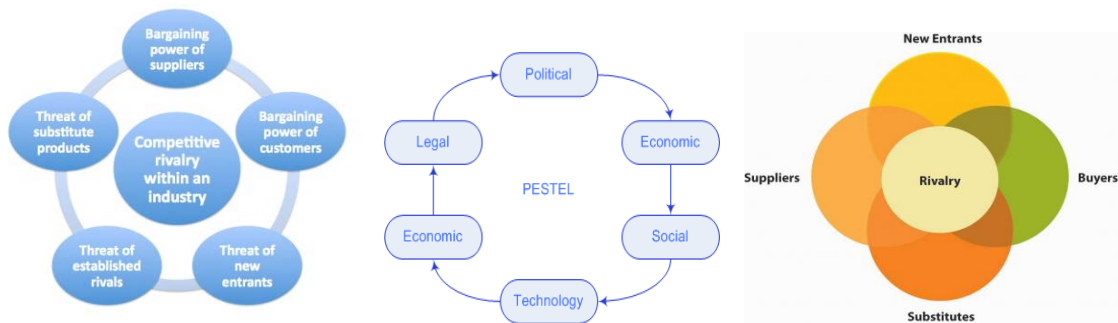 Bargaining
power of
suppliers
Threat of
substitute
products
Bargaining
power of
customers
Competitive
rivalry
within an
industry
Threat of
established
rivals
Threat of
new
entrants
Political
Legal
Economic
PESTEL
Economic
Social
Technology
New Entrants
Suppliers
Rivalry
Buyers
Substitutes